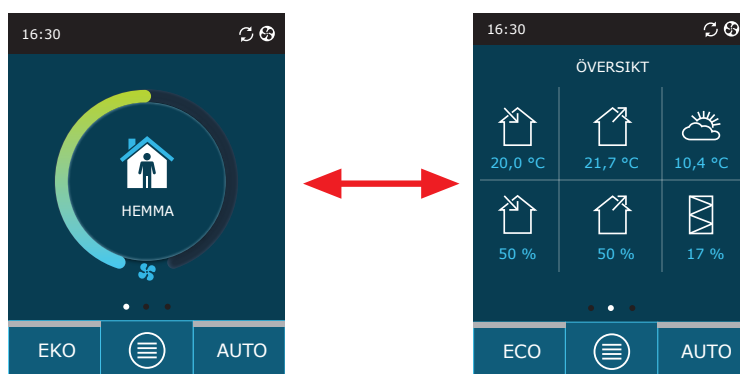 16:30
HEMMA
EKO AUTO
16:30
ÖVERSIKT
20,0 °C 21,7 °C 10,4 °C
50 % 50 % 17 %
ECO AUTO